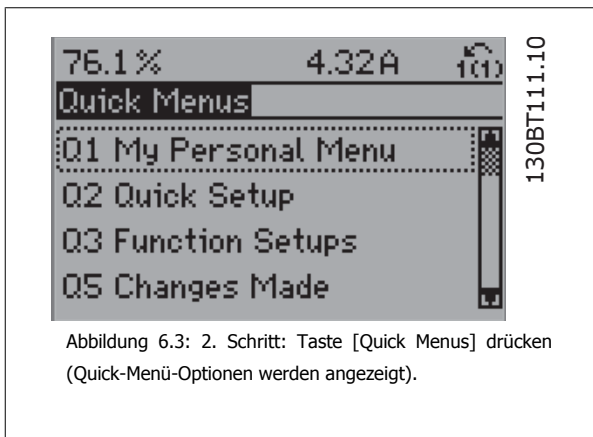 76.1% 4.32A 1(1)
Quick Menus
Q1 My Personal Menu
Q2 Quick Setup
Q3 Function Setups
Q5 Changes Made
130BT111.10
Abbildung 6.3: 2. Schritt: Taste [Quick Menus] drücken
(Quick-Menü-Optionen werden angezeigt).